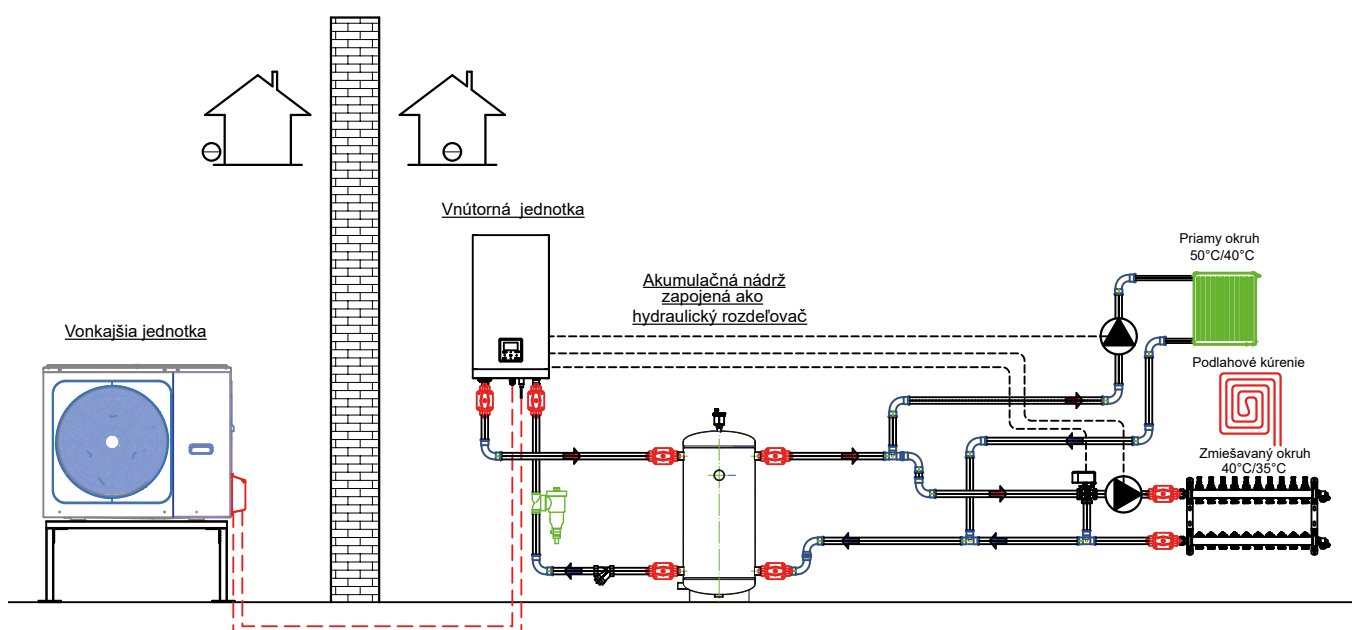 Vnútorná jednotka
Akumulačná nádrž
zapojená ako
hydraulický rozdeľovač
Vonkajšia jednotka
Priamy okruh
50°C/40°C
Podlahové kúrenie
Zmiešavaný okruh
40°C/35°C